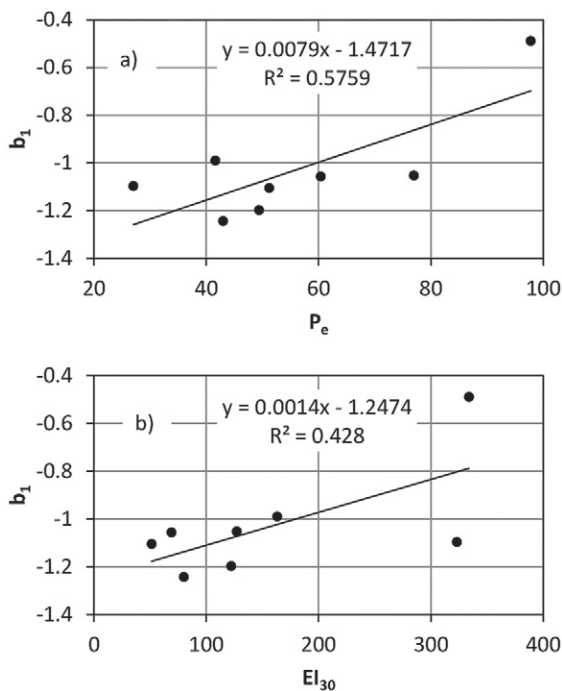 -0.4
y = 0.0079x - 1.4717
a)
-0.6
R² = 0.5759
-0.8
b₁
-1
-1.2
-1.4
20 40 60 80 100
Pₑ
-0.4
y = 0.0014x - 1.2474
b)
-0.6
R² = 0.428
-0.8
b₁
-1
-1.2
-1.4
0 100 200 300 400
EI₃₀